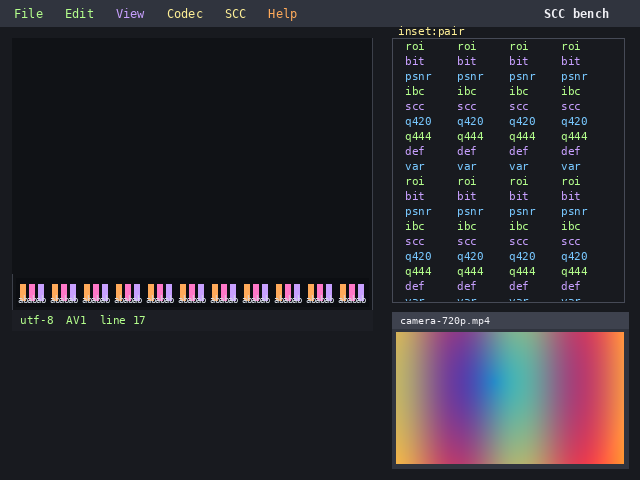 File Edit View Codec SCC Help SCC bench
inset:pair
roi roi roi roi
bit bit bit bit
psnr psnr psnr psnr
ibc ibc ibc ibc
scc scc scc scc
q420 q420 q420 q420
q444 q444 q444 q444
def def def def
var var var var
roi roi roi roi
bit bit bit bit
psnr psnr psnr psnr
ibc ibc ibc ibc
scc scc scc scc
q420 q420 q420 q420
q444 q444 q444 q444
def def def def
var var var var
utf-8 AV1 line 17
camera-720p.mp4